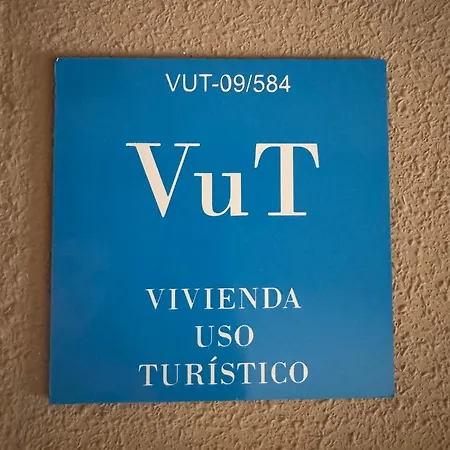 VUT-09/584
VuT
VIVIENDA
USO
TURÍSTICO